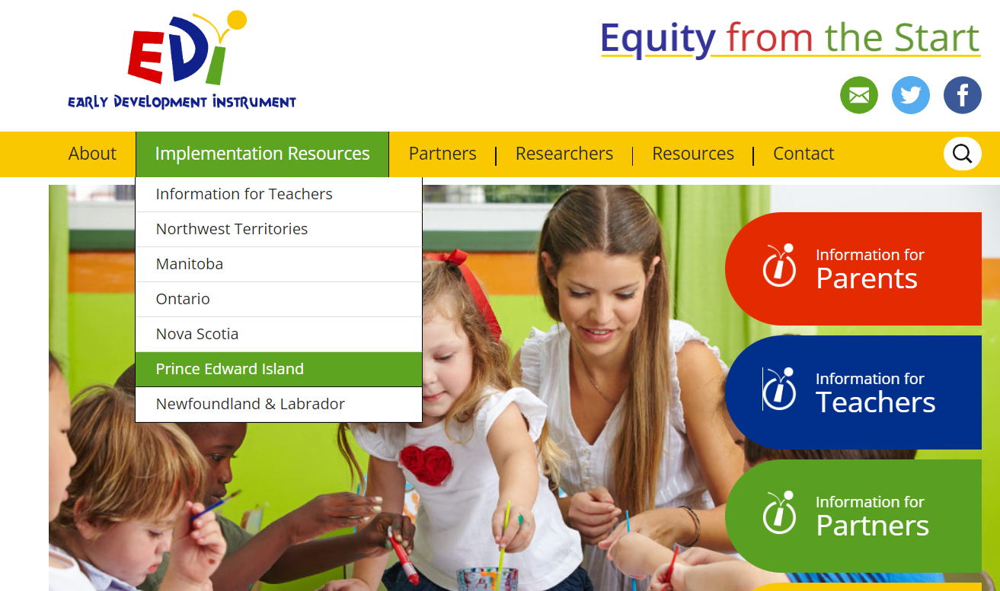 EDI
EARLY DEVELOPMENT INSTRUMENT
Equity from the Start
About
Implementation Resources
Partners
Researchers
Resources
Contact
Information for Teachers
Northwest Territories
Manitoba
Ontario
Nova Scotia
Prince Edward Island
Newfoundland & Labrador
Information for
Parents
Information for
Teachers
Information for
Partners